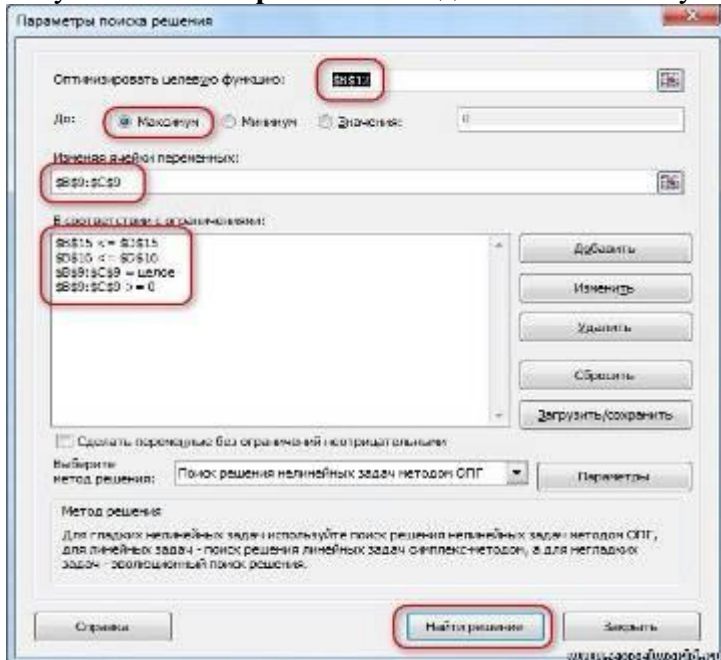 Параметры поиска решения
Оптимизировать целевую функцию:
До: Максимум Минимум Значения: 0
Изменяя ячейки переменных:
$B$9:$C$9
В соответствии с ограничениями:
$B$15 <= $D$15
<= $D$16
$B$9:$C$9 = целое
$B$9:$C$9 >= 0
Добавить
Изменить
Удалить
Сбросить
Загрузить/сохранить
Сделать переменные без ограничений неотрицательными
Выберите
метод решения: Поиск решения нелинейных задач методом ОПГ Параметры
Метод решения
Для гладких нелинейных задач используйте поиск решения нелинейных задач методом ОПГ,
для линейных задач - поиск решения линейных задач симплекс-методом, а для негладких
задач - эволюционный поиск решения.
Справка Найти решение Закрыть